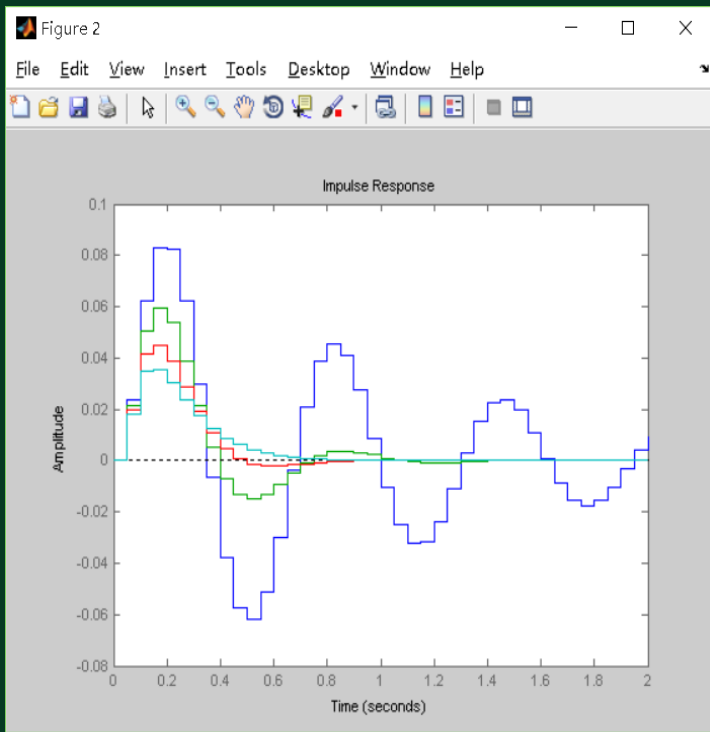 Figure 2
File Edit View Insert Tools Desktop Window Help
Impulse Response
0.1
0.08
0.06
0.04
0.02
0
-0.02
-0.04
-0.06
-0.08
Amplitude
0 0.2 0.4 0.6 0.8 1 1.2 1.4 1.6 1.8 2
Time (seconds)